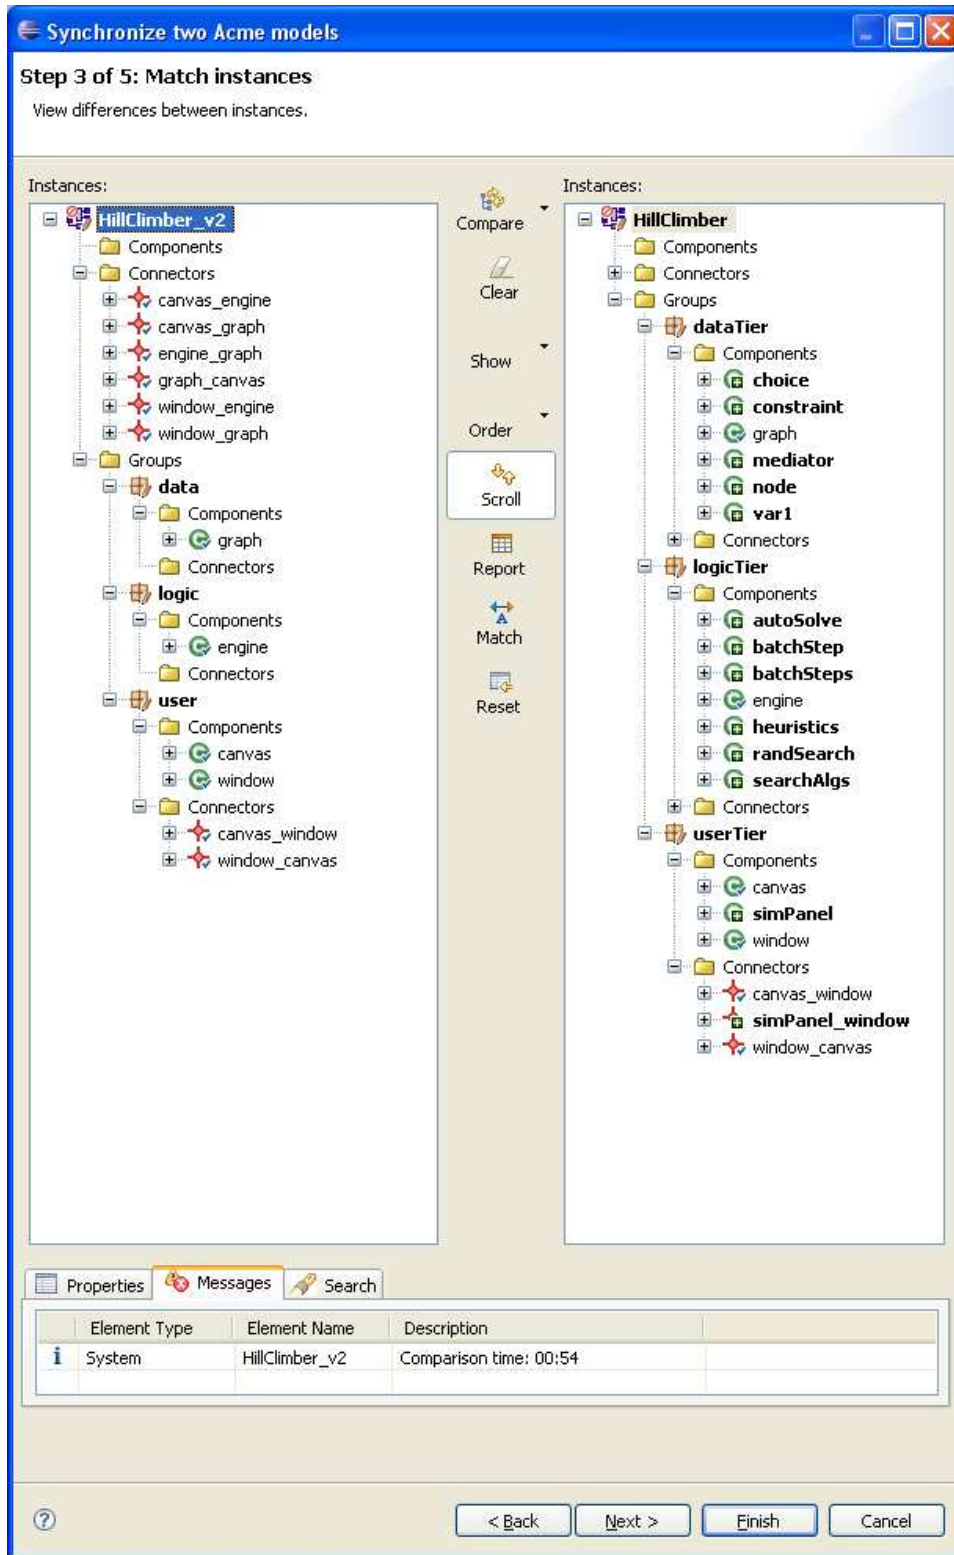 Synchronize two Acme models
Step 3 of 5: Match instances
View differences between instances.
Instances:
HillClimber_v2
Components
Connectors
canvas_engine
canvas_graph
engine_graph
graph_canvas
window_engine
window_graph
Groups
data
Components
graph
Connectors
logic
Components
engine
Connectors
user
Components
canvas
window
Connectors
canvas_window
window_canvas
Compare
Clear
Show
Order
Scroll
Report
Match
Reset
Instances:
HillClimber
Components
Connectors
Groups
dataTier
Components
choice
constraint
graph
mediator
node
var1
Connectors
logicTier
Components
autoSolve
batchStep
batchSteps
engine
heuristics
randSearch
searchAlgs
Connectors
userTier
Components
canvas
simPanel
window
Connectors
canvas_window
simPanel_window
window_canvas
Properties Messages Search
Element Type Element Name Description
i System HillClimber_v2 Comparison time: 00:54
? < Back Next > Finish Cancel